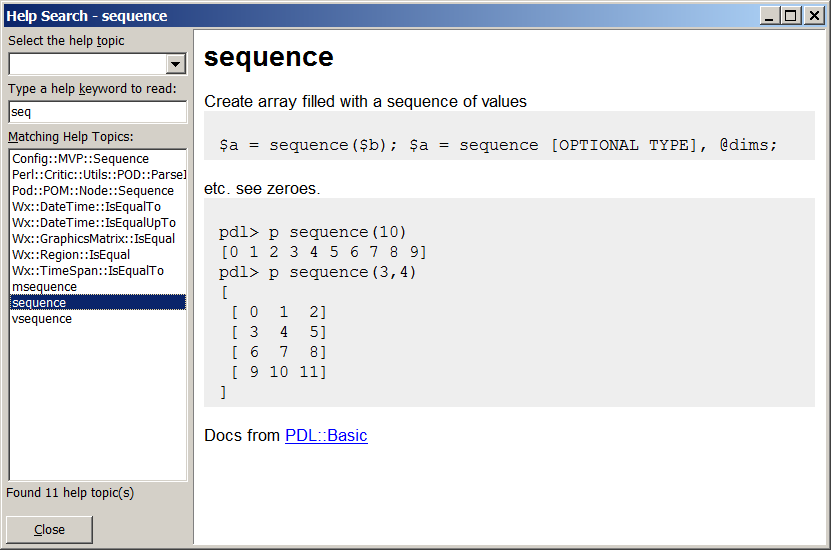 Help Search - sequence
Select the help topic
Type a help keyword to read:
seq
Matching Help Topics:
Config::MVP::Sequence
Perl::Critic::Utils::POD::ParseI
Pod::POM::Node::Sequence
Wx::DateTime::IsEqualTo
Wx::DateTime::IsEqualUpTo
Wx::GraphicsMatrix::IsEqual
Wx::Region::IsEqual
Wx::TimeSpan::IsEqualTo
msequence
sequence
vsequence
Found 11 help topic(s)
Close
sequence
Create array filled with a sequence of values
$a = sequence($b); $a = sequence [OPTIONAL TYPE], @dims;
etc. see zeroes.
pdl> p sequence(10)
[0 1 2 3 4 5 6 7 8 9]
pdl> p sequence(3,4)
[
[ 0 1 2]
[ 3 4 5]
[ 6 7 8]
[ 9 10 11]
]
Docs from PDL::Basic